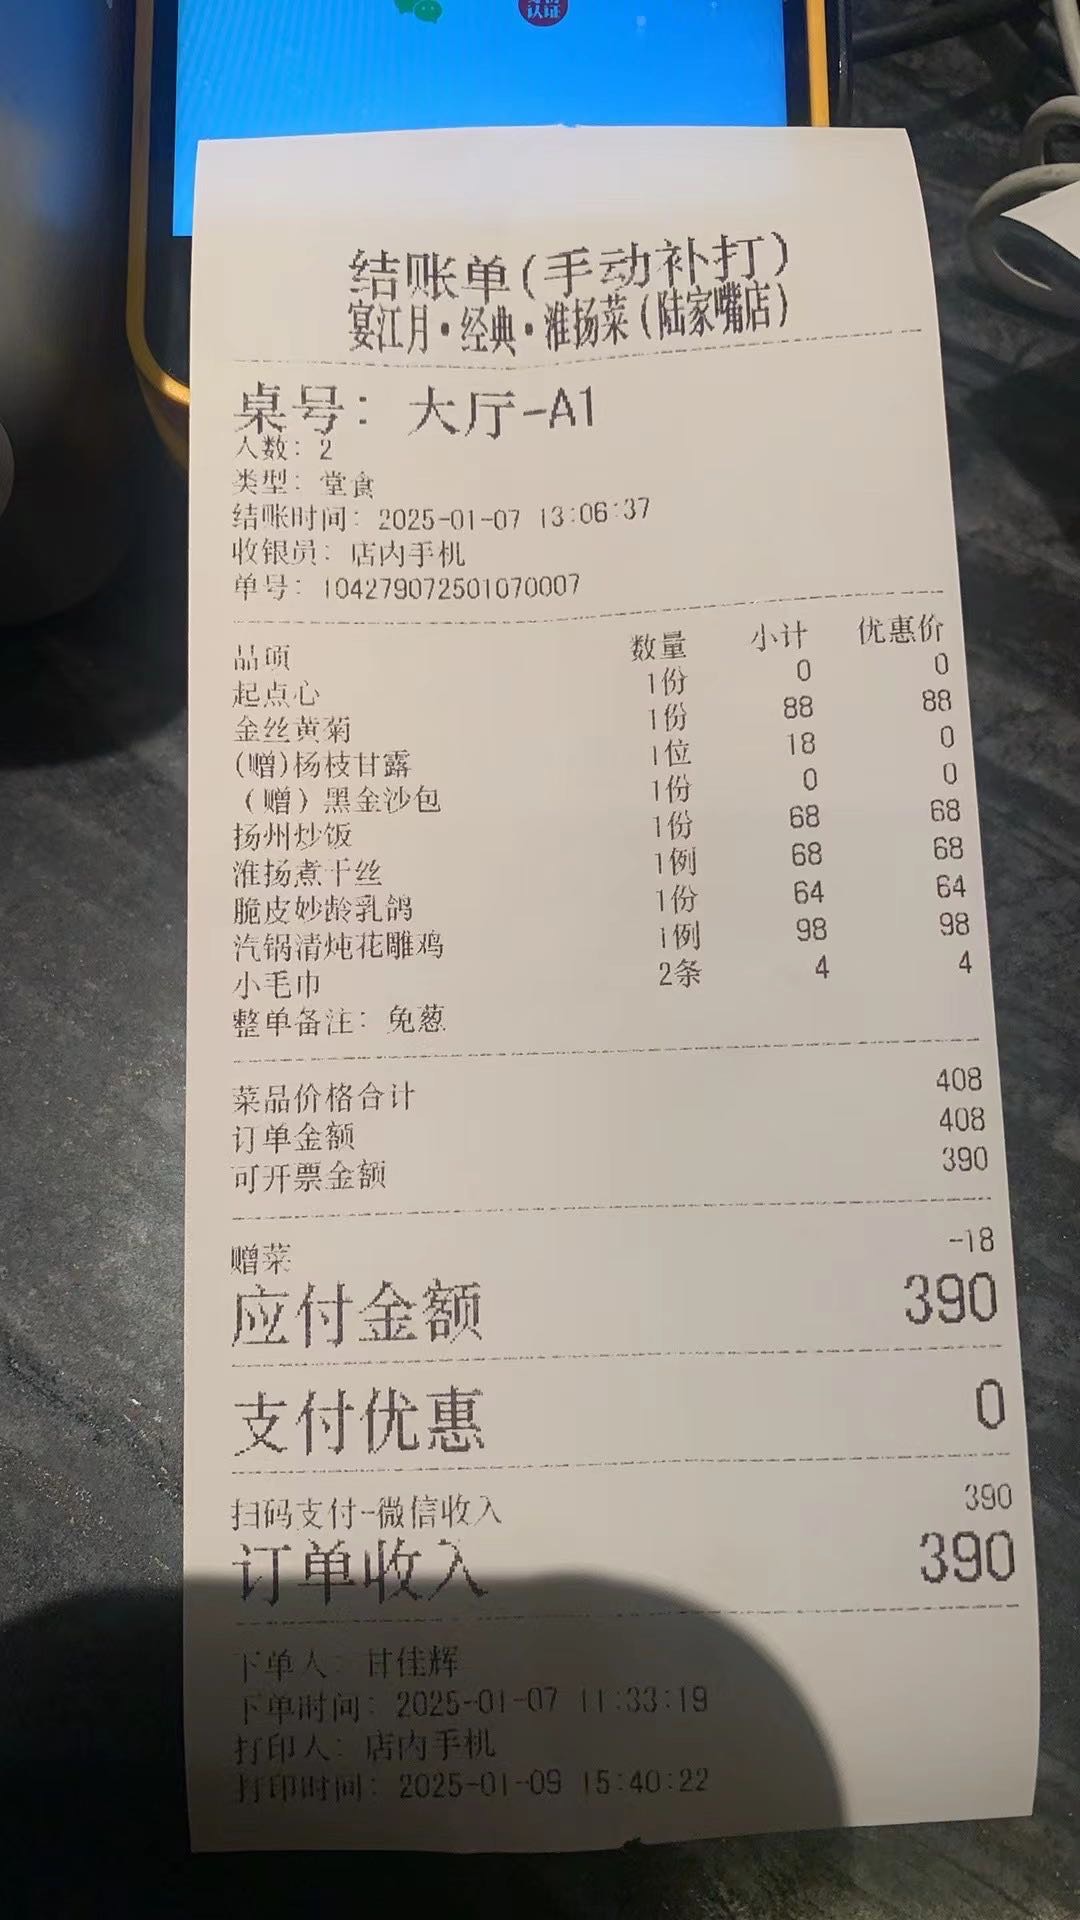 认证
结账单(手动补打)
宴江月·经典·淮扬菜(陆家嘴店)
桌号: 大厅-A1
人数: 2
类型: 堂食
结账时间: 2025-01-07 13:06:37
收银员: 店内手机
单号: 104279072501070007
品项 数量 小计 优惠价
起点心 1份 0 0
金丝黄菊 1份 88 88
(赠)杨枝甘露 1位 18 0
（赠）黑金沙包 1份 0 0
扬州炒饭 1份 68 68
淮扬煮干丝 1例 68 68
脆皮妙龄乳鸽 1份 64 64
汽锅清炖花雕鸡 1例 98 98
小毛巾 2条 4 4
整单备注: 免葱
菜品价格合计 408
订单金额 408
可开票金额 390
赠菜 -18
应付金额 390
支付优惠 0
扫码支付-微信收入 390
订单收入 390
下单人: 甘佳辉
下单时间: 2025-01-07 11:33:19
打印人: 店内手机
打印时间: 2025-01-09 15:40:22